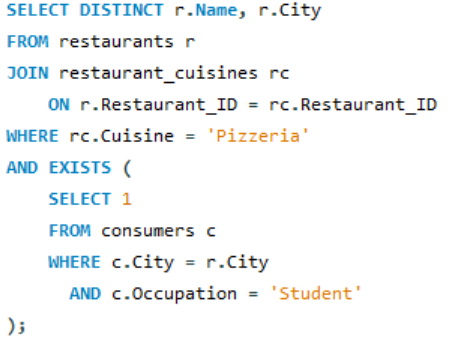 SELECT DISTINCT r.Name, r.City
FROM restaurants r
JOIN restaurant_cuisines rc
    ON r.Restaurant_ID = rc.Restaurant_ID
WHERE rc.Cuisine = 'Pizzeria'
AND EXISTS (
    SELECT 1
    FROM consumers c
    WHERE c.City = r.City
      AND c.Occupation = 'Student'
);